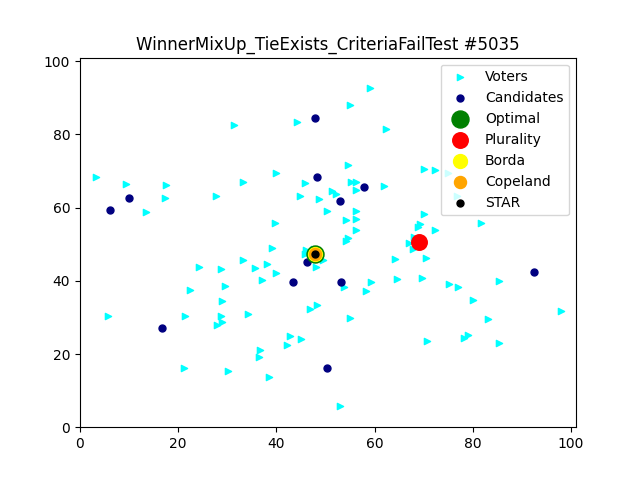 WinnerMixUp_TieExists_CriteriaFailTest #5035
100
80
60
40
20
0
0 20 40 60 80 100
Voters
Candidates
Optimal
Plurality
Borda
Copeland
STAR